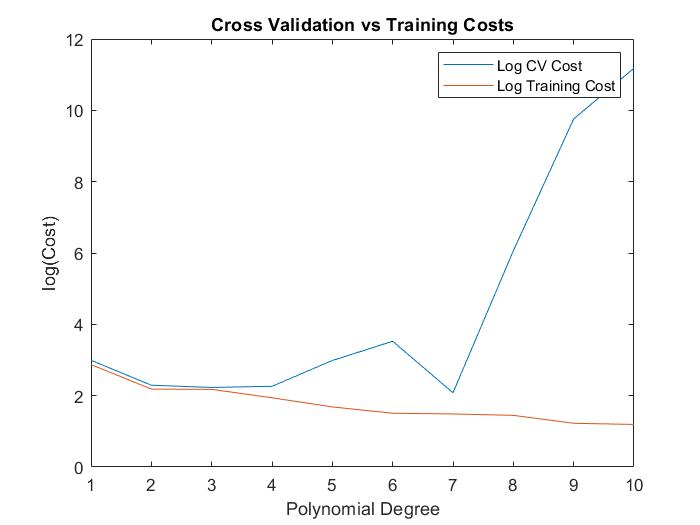 Cross Validation vs Training Costs
12
10
8
6
4
2
0
log(Cost)
Log CV Cost
Log Training Cost
1 2 3 4 5 6 7 8 9 10
Polynomial Degree